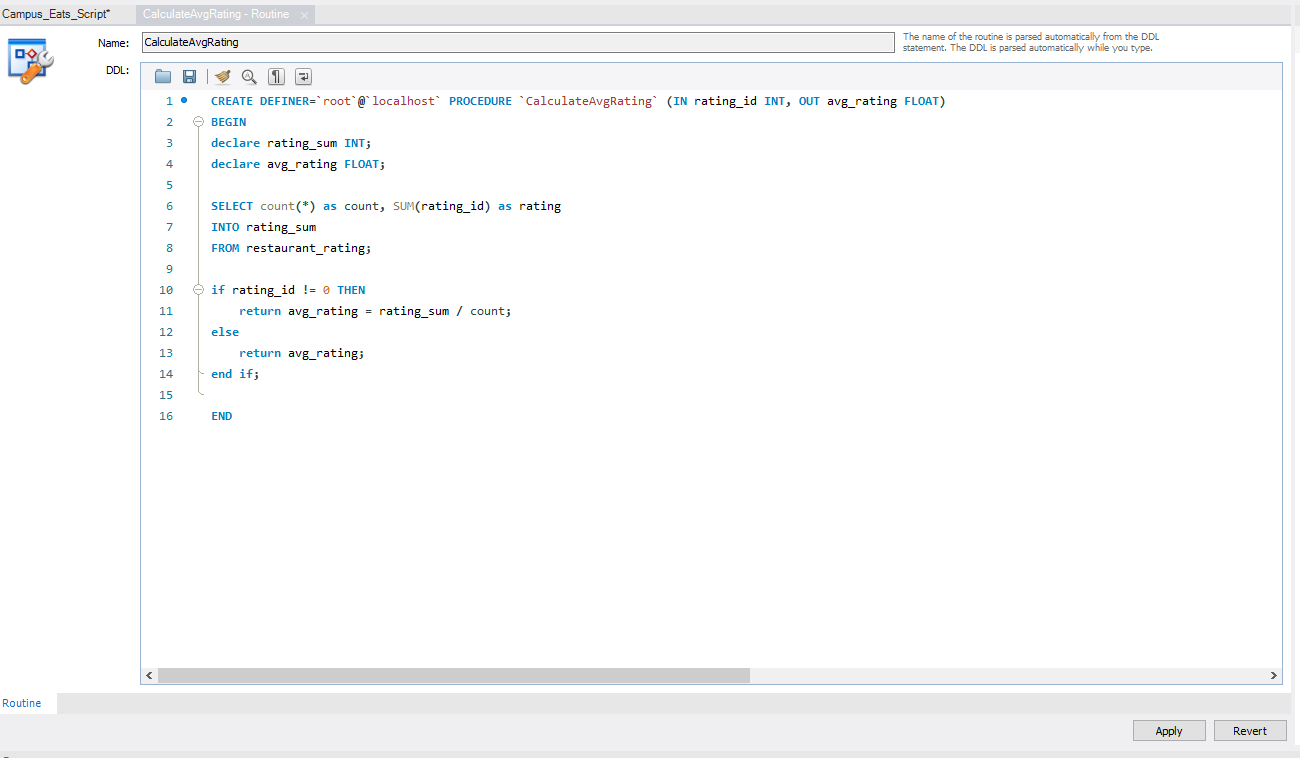 Campus_Eats_Script*
CalculateAvgRating - Routine ×
Name: CalculateAvgRating
The name of the routine is parsed automatically from the DDL
statement. The DDL is parsed automatically while you type.
DDL:
1 CREATE DEFINER=`root`@`localhost` PROCEDURE `CalculateAvgRating` (IN rating_id INT, OUT avg_rating FLOAT)
2 BEGIN
3 declare rating_sum INT;
4 declare avg_rating FLOAT;
5
6 SELECT count(*) as count, SUM(rating_id) as rating
7 INTO rating_sum
8 FROM restaurant_rating;
9
10 if rating_id != 0 THEN
11     return avg_rating = rating_sum / count;
12 else
13     return avg_rating;
14 end if;
15
16 END
Routine
Apply Revert